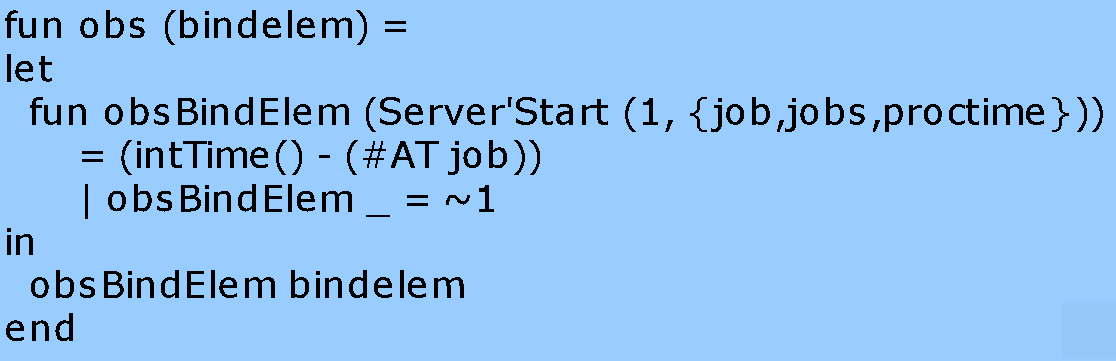 fun obs (bindelem) =
let
fun obsBindElem (Server'Start (1, {job,jobs,proctime}))
= (intTime() - (#AT job))
| obsBindElem _ = ~1
in
obsBindElem bindelem
end